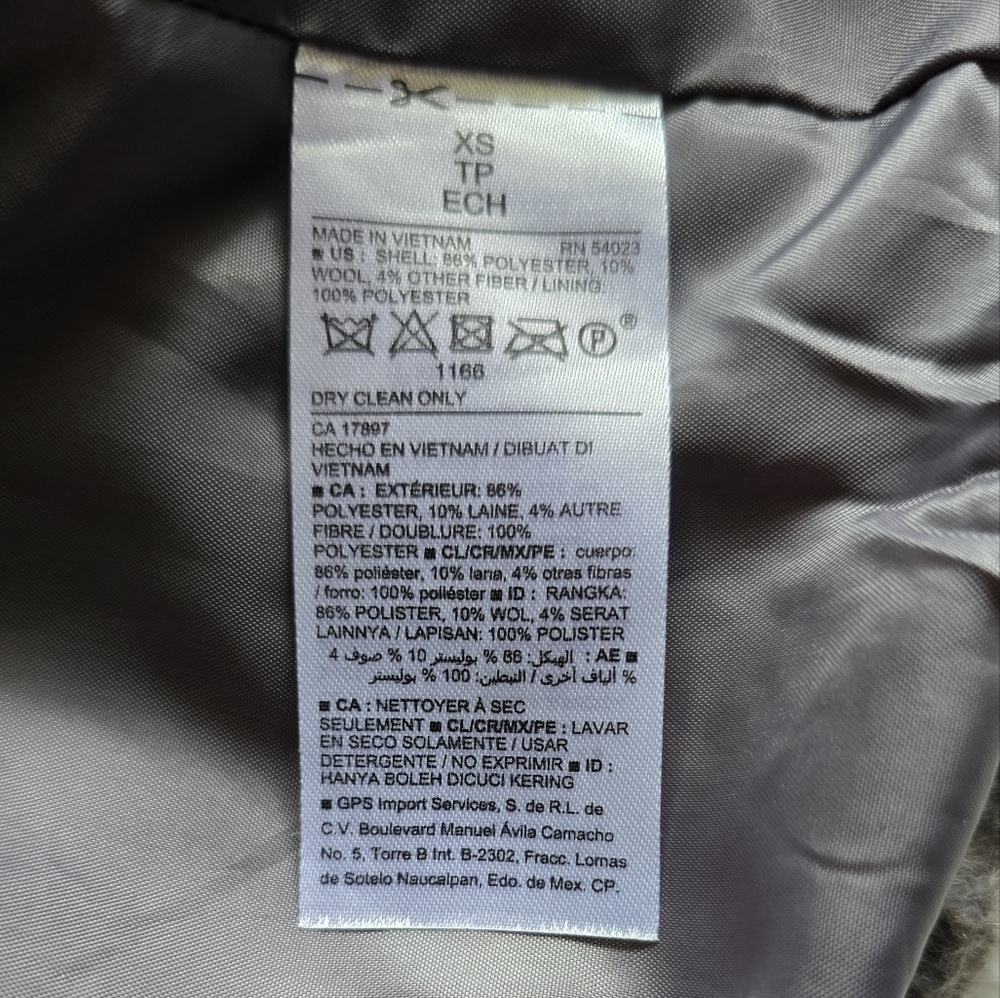 XS
TP
ECH
MADE IN VIETNAM RN 54023
■ US : SHELL: 86% POLYESTER, 10%
WOOL, 4% OTHER FIBER / LINING:
100% POLYESTER
P ®
1166
DRY CLEAN ONLY
CA 17897
HECHO EN VIETNAM / DIBUAT DI
VIETNAM
■ CA : EXTÉRIEUR: 86%
POLYESTER, 10% LAINE, 4% AUTRE
FIBRE / DOUBLURE: 100%
POLYESTER ■ CL/CR/MX/PE : cuerpo:
86% poliéster, 10% lana, 4% otras fibras
/ forro: 100% poliéster ■ ID : RANGKA:
86% POLISTER, 10% WOL, 4% SERAT
LAINNYA / LAPISAN: 100% POLISTER
■ AE : الهيكل: 86 % بوليستر 10 % صوف 4
% ألياف أخرى / التبطين: 100 % بوليستر
■ CA : NETTOYER À SEC
SEULEMENT ■ CL/CR/MX/PE : LAVAR
EN SECO SOLAMENTE / USAR
DETERGENTE / NO EXPRIMIR ■ ID :
HANYA BOLEH DICUCI KERING
■ GPS Import Services, S. de R.L. de
C.V. Boulevard Manuel Ávila Camacho
No. 5, Torre B Int. B-2302, Fracc. Lomas
de Sotelo Naucalpan, Edo. de Mex. CP.